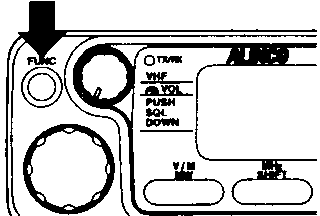 FUNC
TX/RX
ALINCO
VHF
VOL
PUSH
SQL
DOWN
V/M
MW
MHz
SHIFT